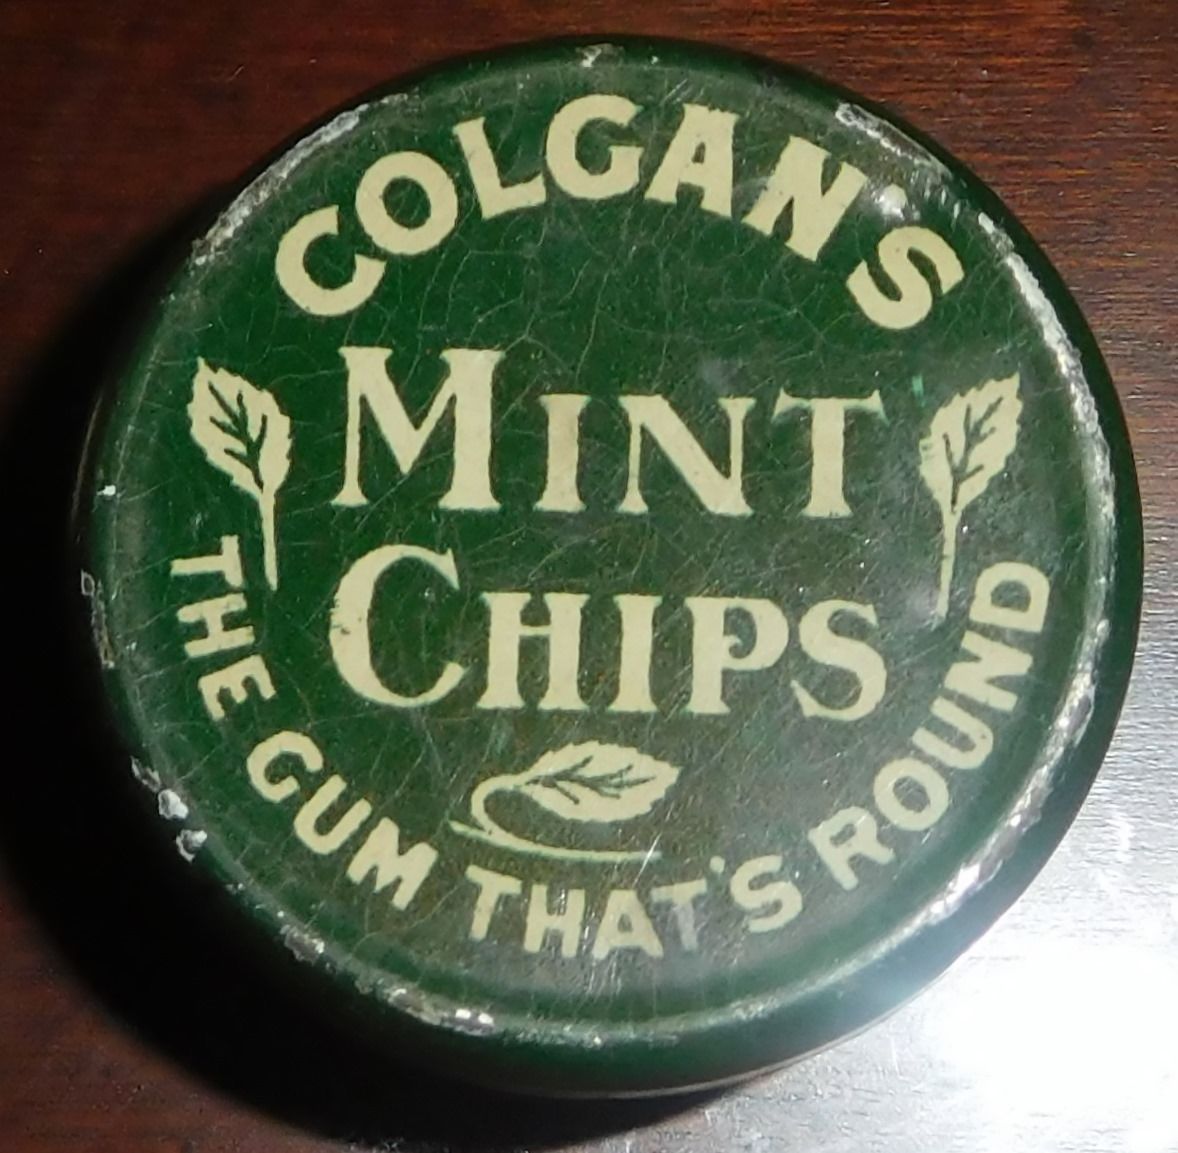 COLGAN'S
MINT
CHIPS
THE GUM THAT'S ROUND